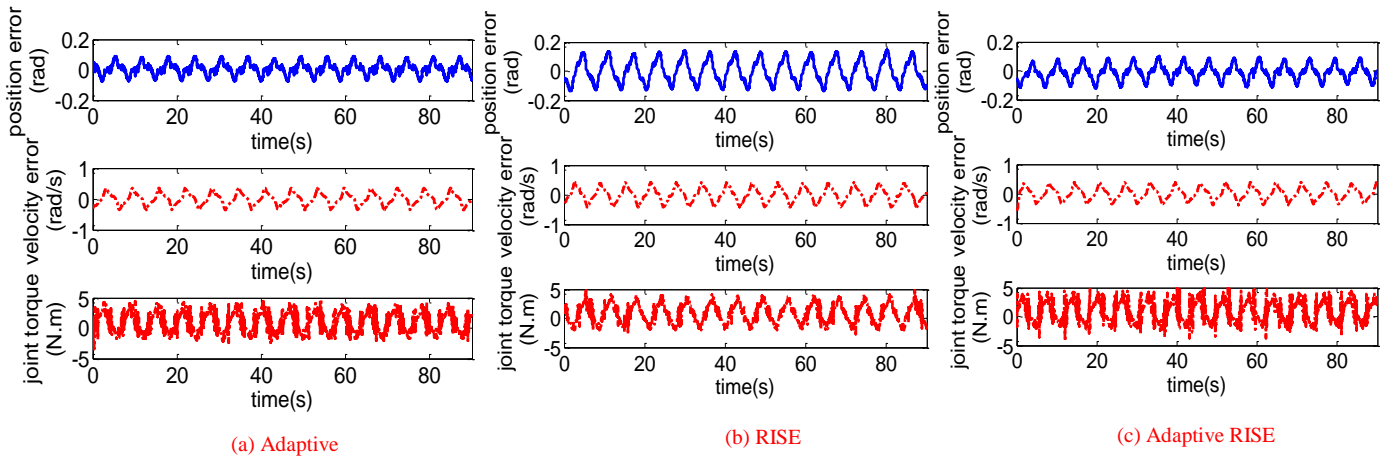 position error
(rad)
0.2
0
-0.2
0
20
40
60
80
time(s)
velocity error
(rad/s)
1
0
-1
0
20
40
60
80
time(s)
joint torque
(N.m)
5
0
-5
0
20
40
60
80
time(s)
(a) Adaptive
position error
(rad)
0.2
0
-0.2
0
20
40
60
80
time(s)
velocity error
(rad/s)
1
0
-1
0
20
40
60
80
time(s)
joint torque
(N.m)
5
0
-5
0
20
40
60
80
time(s)
(b) RISE
position error
(rad)
0.2
0
-0.2
0
20
40
60
80
time(s)
velocity error
(rad/s)
1
0
-1
0
20
40
60
80
time(s)
joint torque
(N.m)
5
0
-5
0
20
40
60
80
time(s)
(c) Adaptive RISE